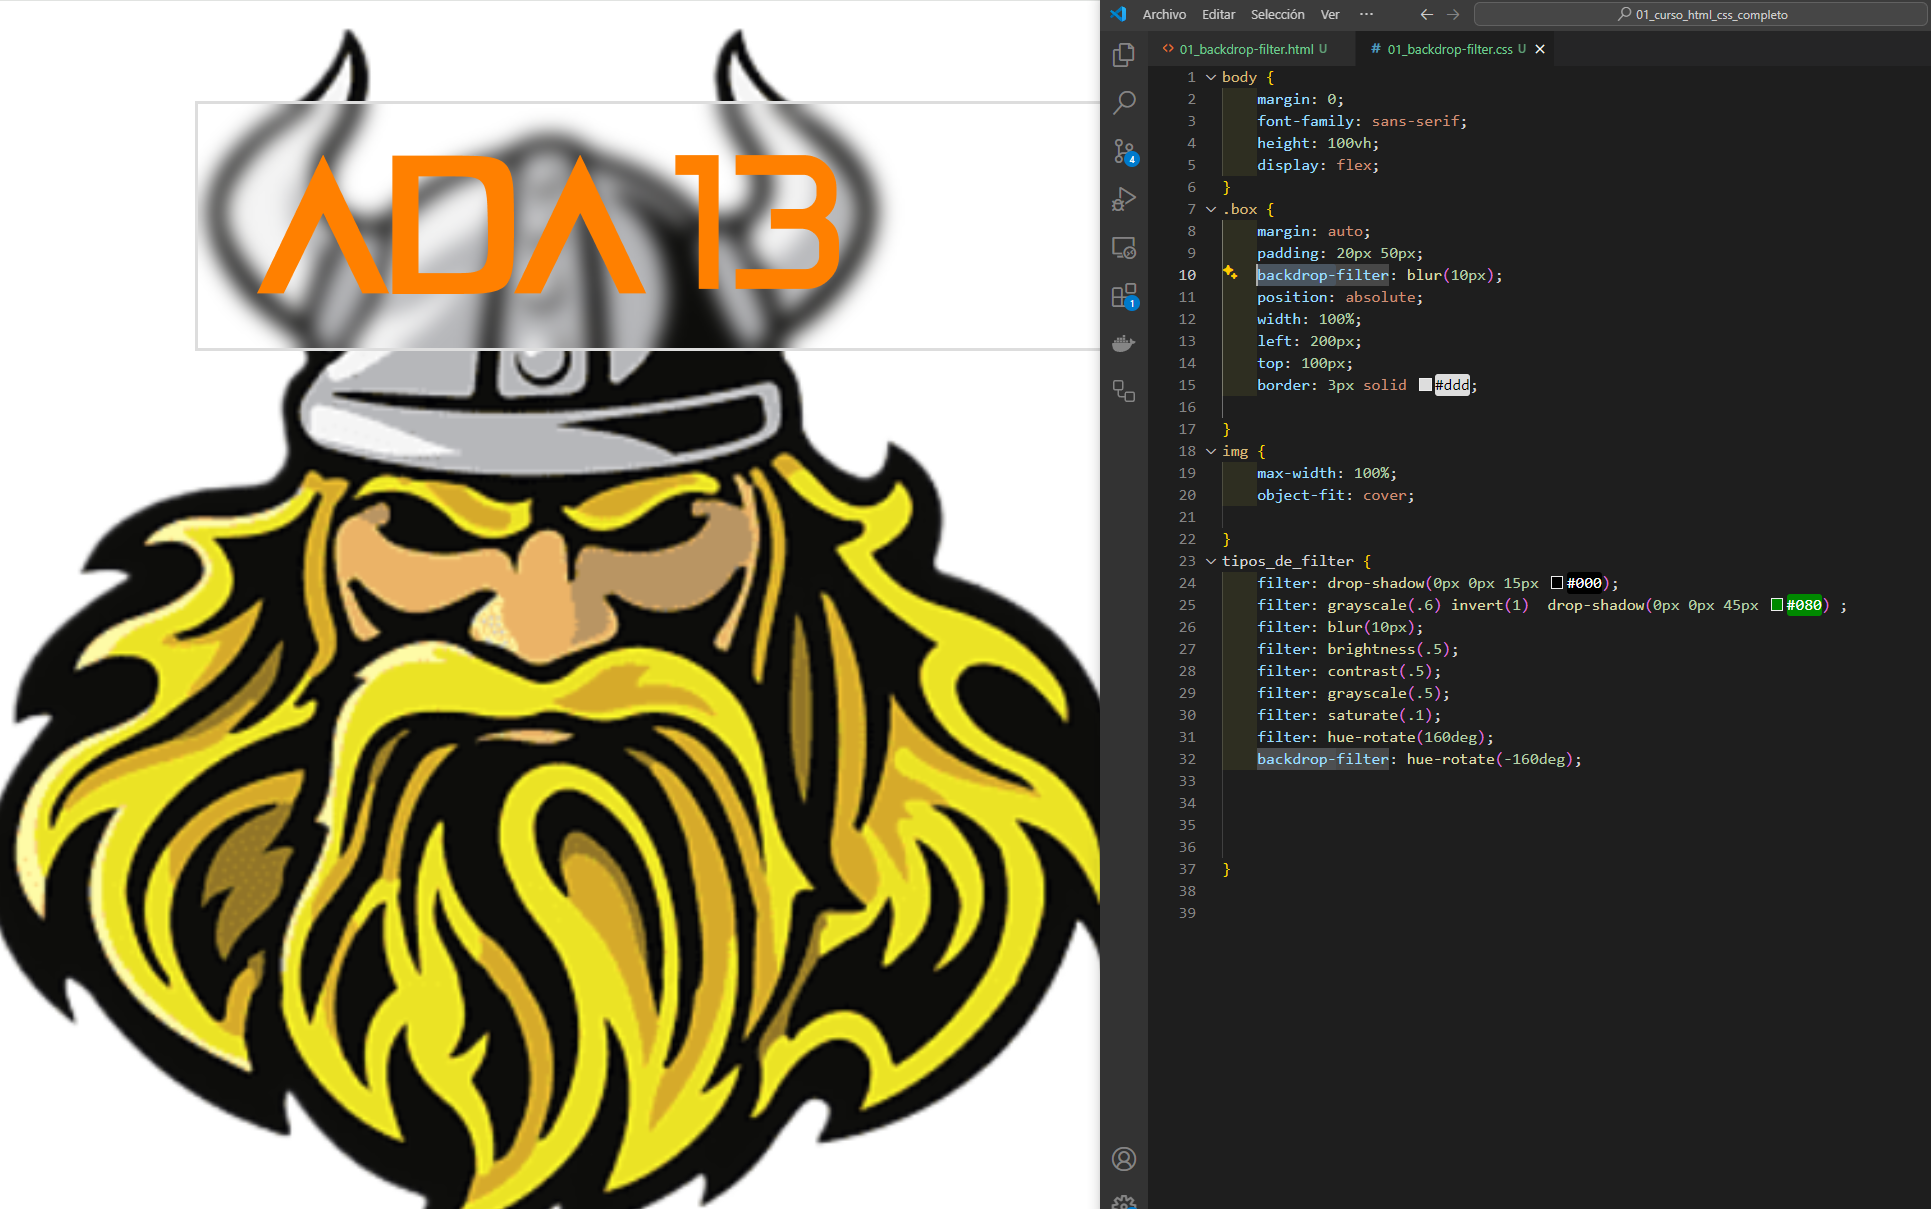 ADA 13
Archivo Editar Selección Ver ··· 01_curso_html_css_completo
01_backdrop-filter.html U # 01_backdrop-filter.css U
1 body {
2 margin: 0;
3 font-family: sans-serif;
4 height: 100vh;
5 display: flex;
6 }
7 .box {
8 margin: auto;
9 padding: 20px 50px;
10 backdrop-filter: blur(10px);
11 position: absolute;
12 width: 100%;
13 left: 200px;
14 top: 100px;
15 border: 3px solid #ddd;
16
17 }
18 img {
19 max-width: 100%;
20 object-fit: cover;
21
22 }
23 tipos_de_filter {
24 filter: drop-shadow(0px 0px 15px #000);
25 filter: grayscale(.6) invert(1) drop-shadow(0px 0px 45px #080) ;
26 filter: blur(10px);
27 filter: brightness(.5);
28 filter: contrast(.5);
29 filter: grayscale(.5);
30 filter: saturate(.1);
31 filter: hue-rotate(160deg);
32 backdrop-filter: hue-rotate(-160deg);
33
34
35
36
37 }
38
39
4
1